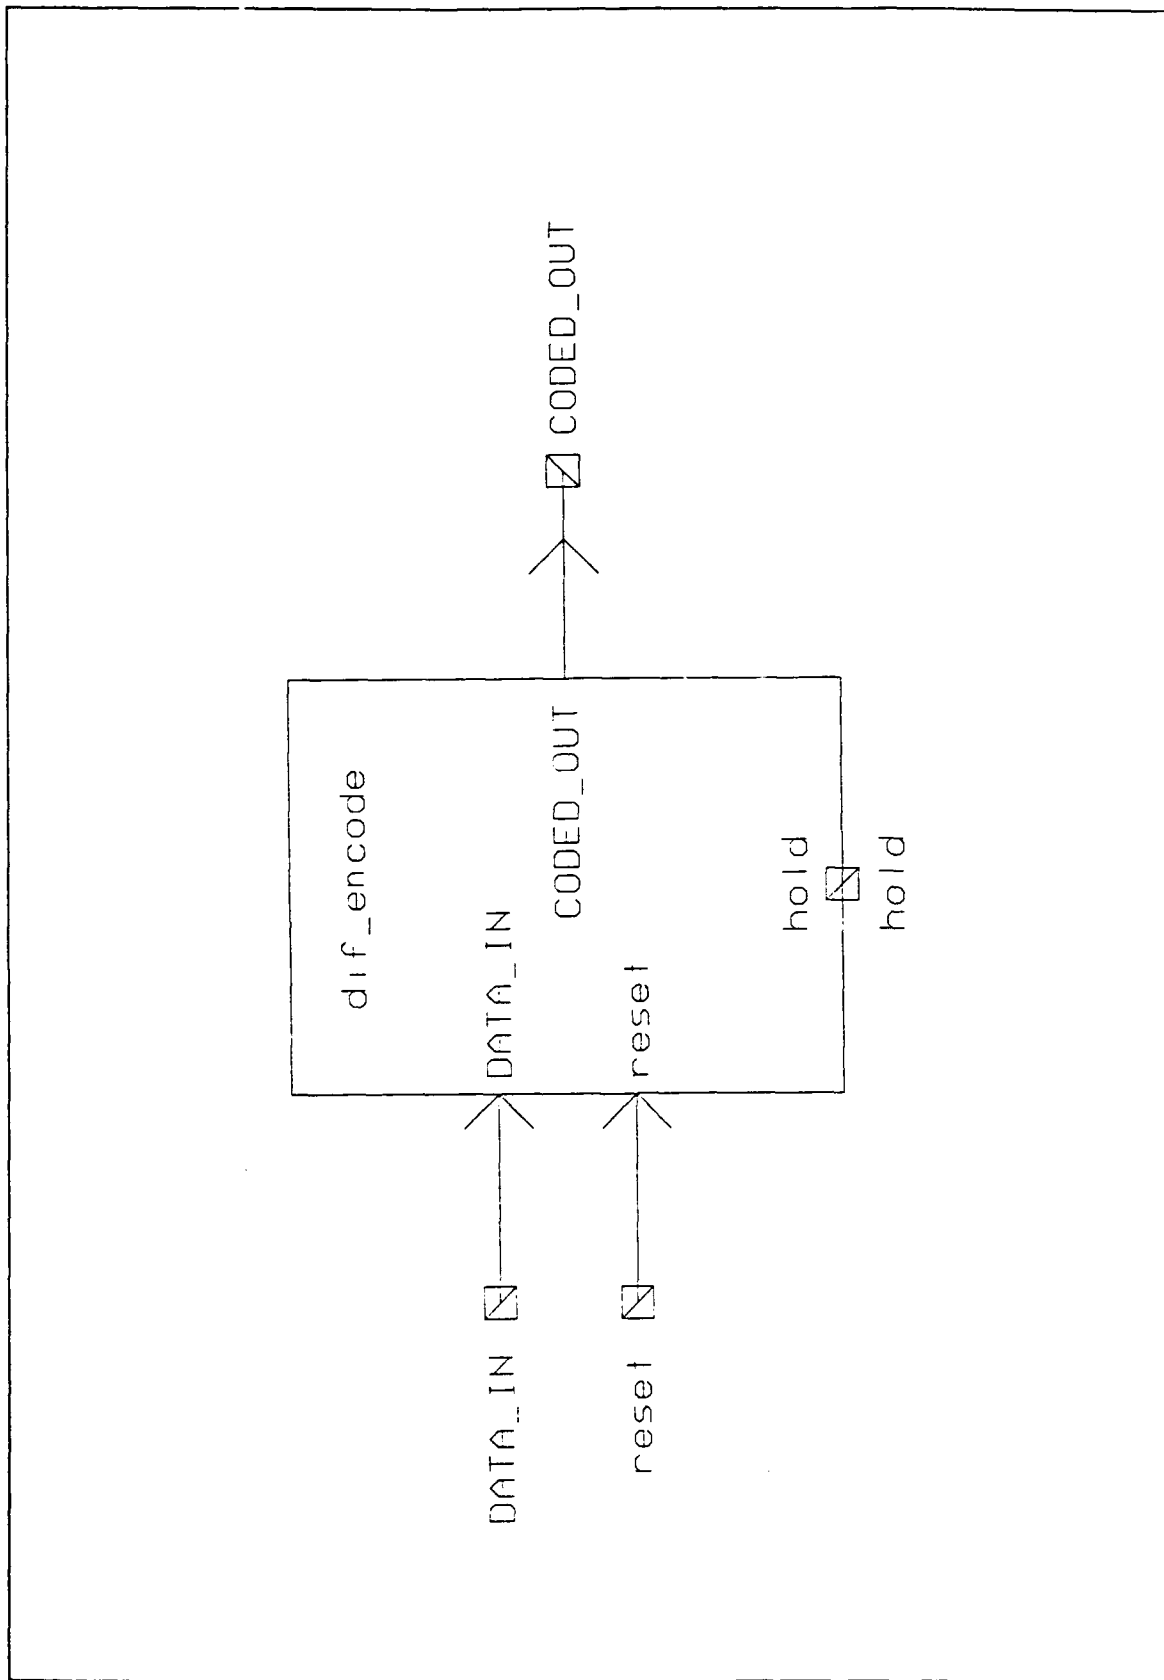 dif_encode
DATA_IN
DATA_IN
CODED_OUT
CODED_OUT
reset
reset
hold
hold